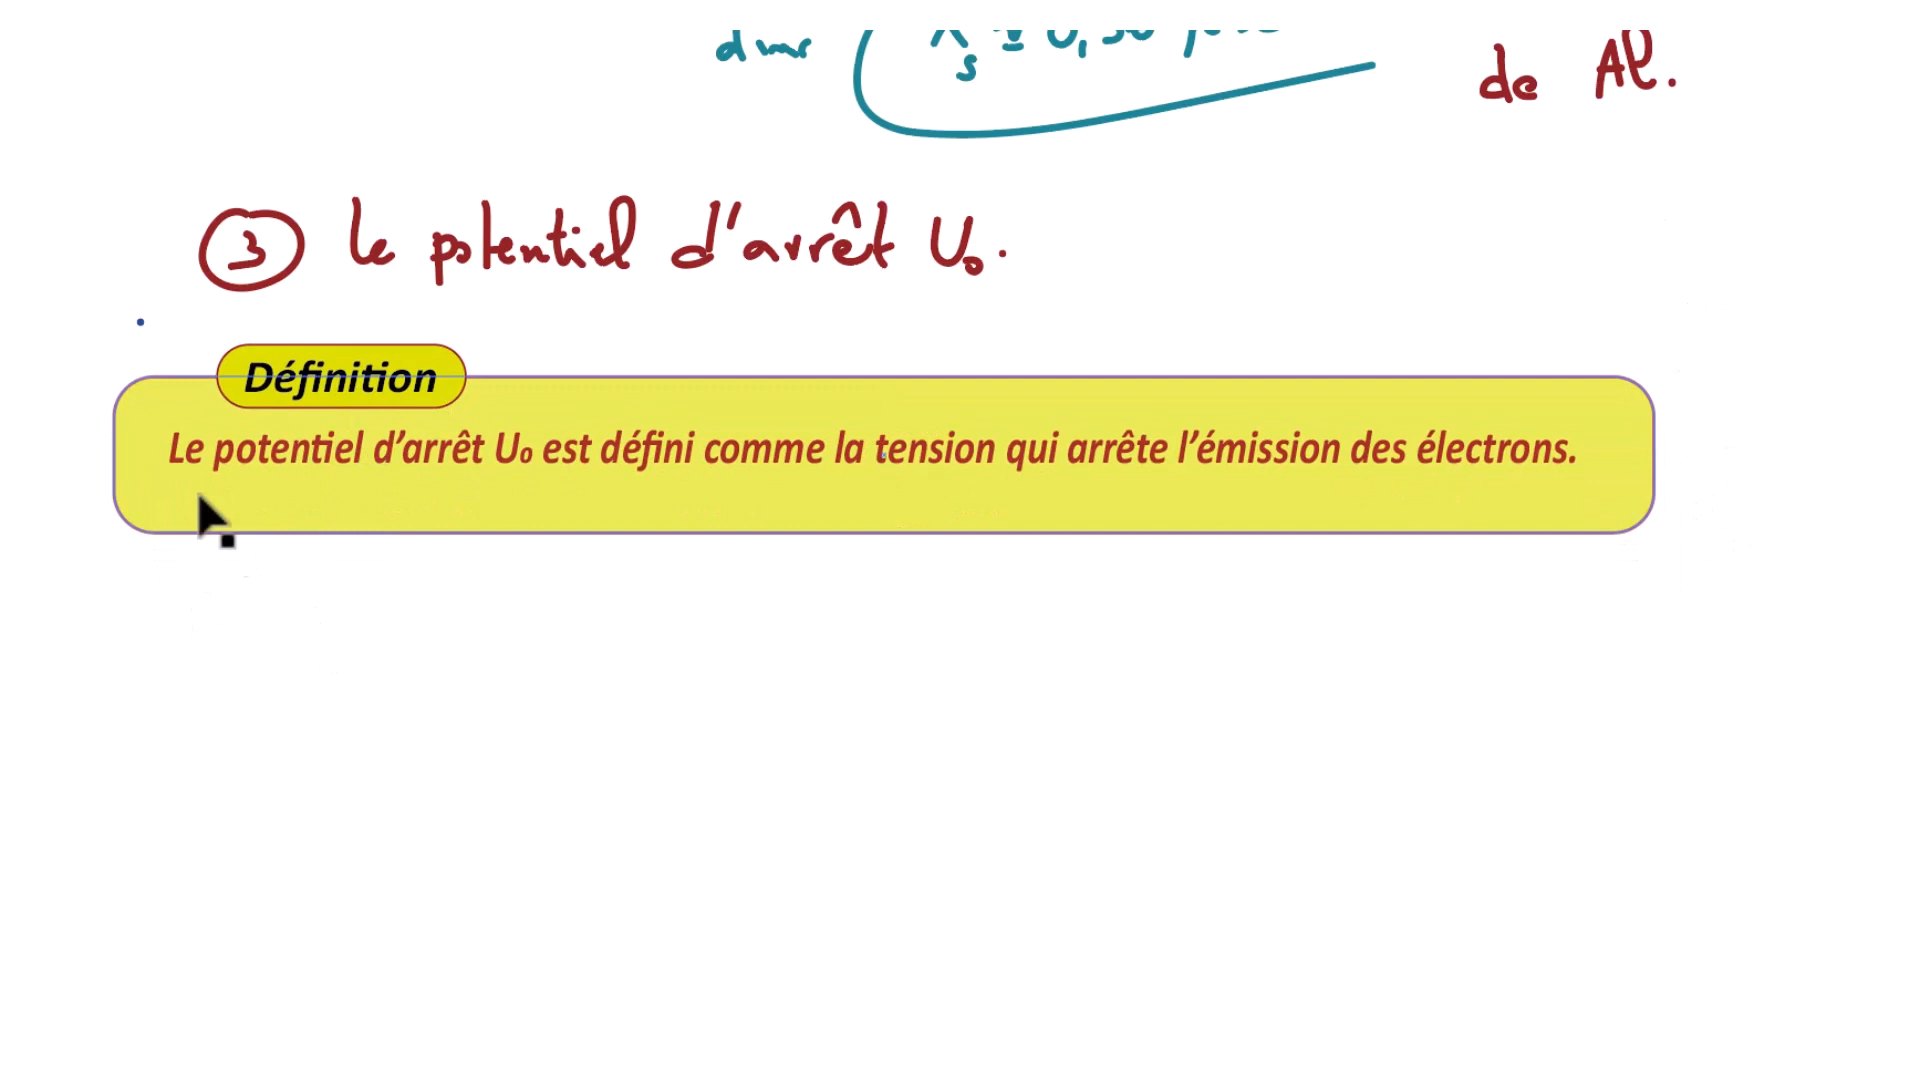 de Al.
3 le potentiel d'arrêt U₀.
Définition
Le potentiel d’arrêt U₀ est défini comme la tension qui arrête l’émission des électrons.